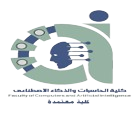 كلية الحاسبات والذكاء الاصطناعي
Faculty of Computers and Artificial Intelligence
كلية معتمدة